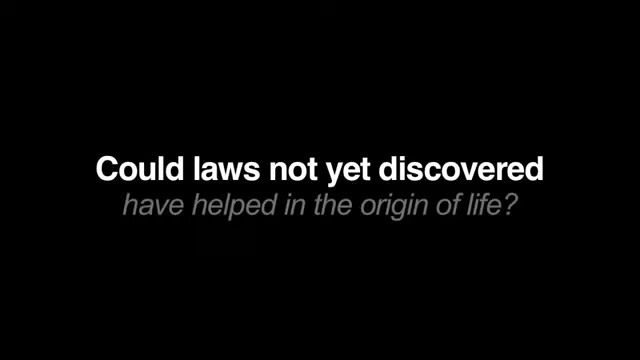 Could laws not yet discovered
have helped in the origin of life?